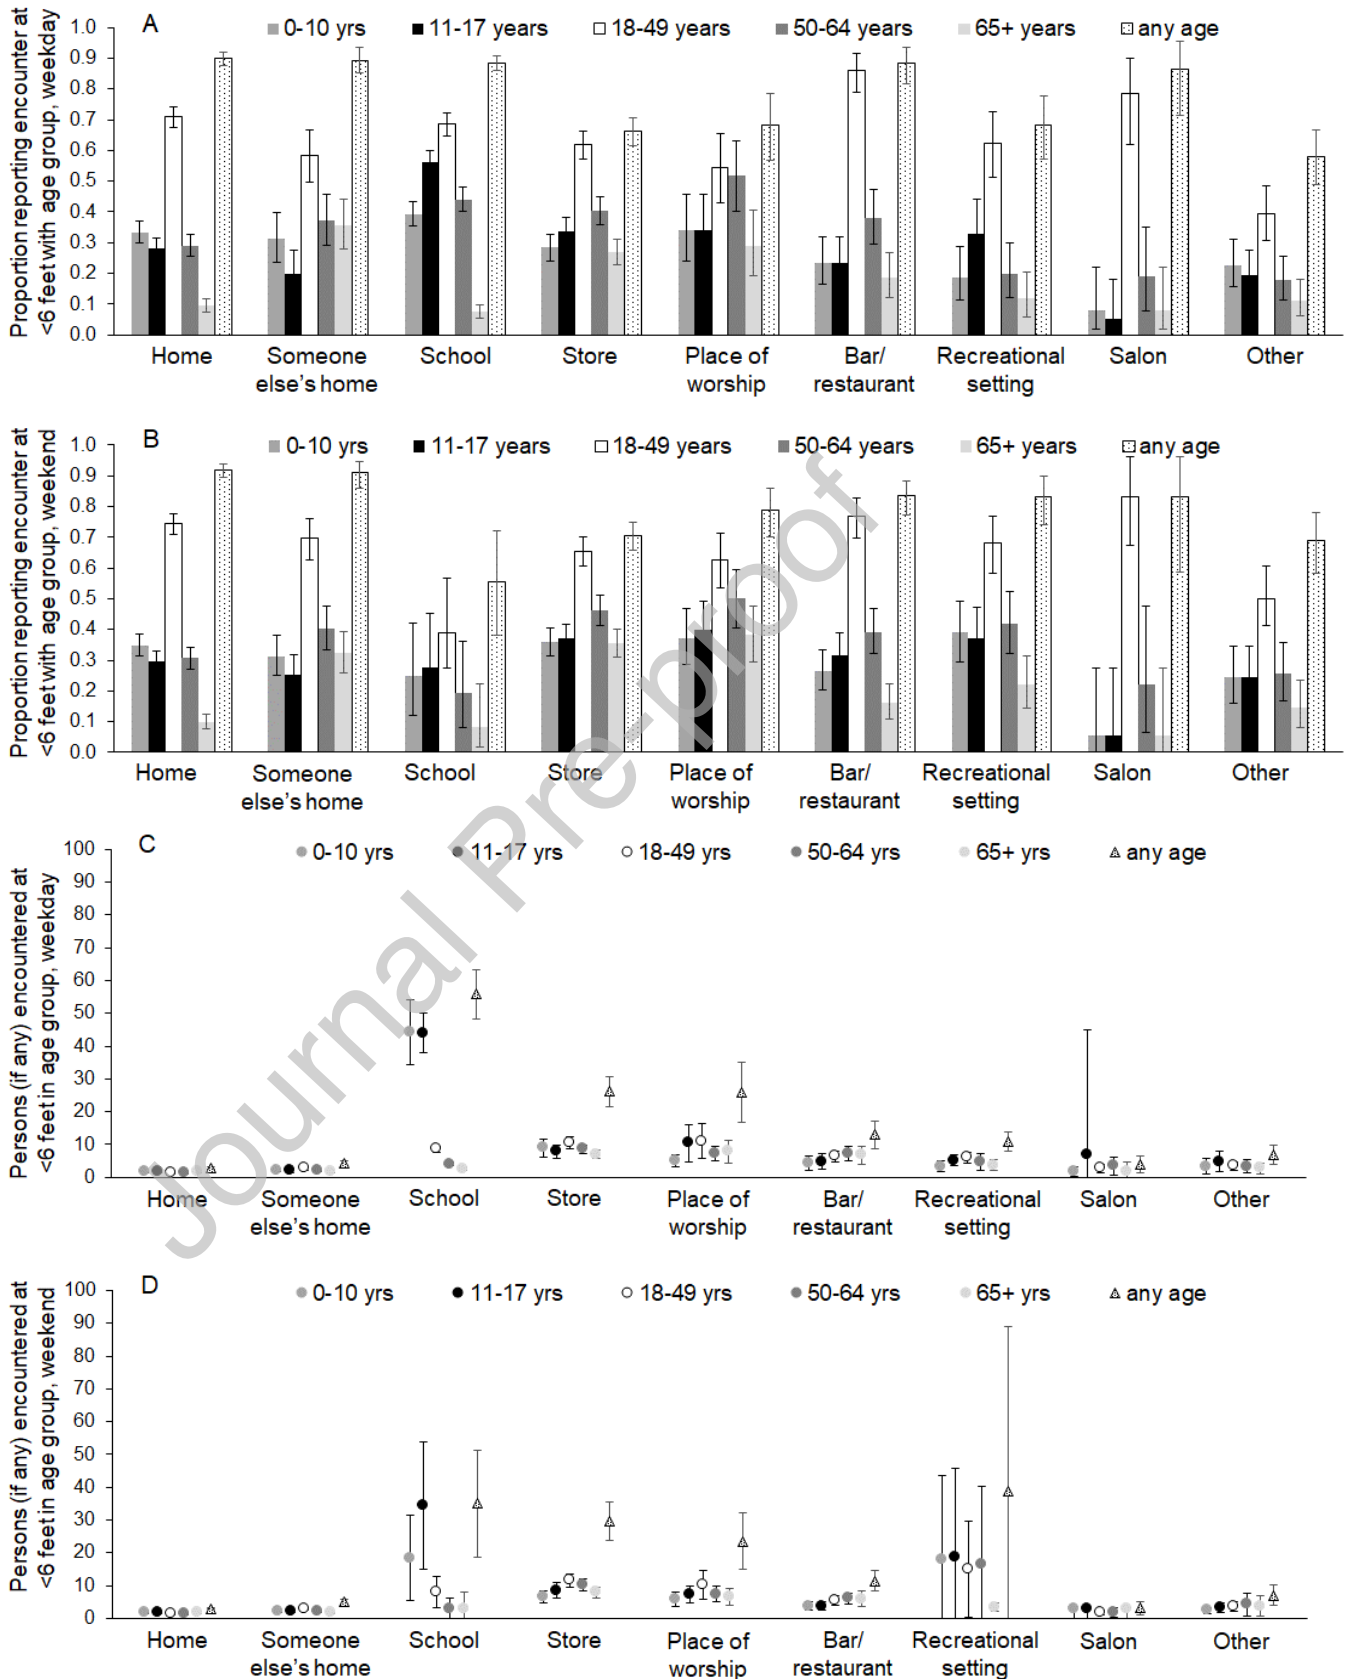 A
0-10 yrs 11-17 years 18-49 years 50-64 years 65+ years any age
Proportion reporting encounter at
<6 feet with age group, weekday
1.0
0.9
0.8
0.7
0.6
0.5
0.4
0.3
0.2
0.1
0.0
Home Someone School Store Place of Bar/ Recreational Salon Other
else's home worship restaurant setting
B
0-10 yrs 11-17 years 18-49 years 50-64 years 65+ years any age
Proportion reporting encounter at
<6 feet with age group, weekend
1.0
0.9
0.8
0.7
0.6
0.5
0.4
0.3
0.2
0.1
0.0
Home Someone School Store Place of Bar/ Recreational Salon Other
else's home worship restaurant setting
C
0-10 yrs 11-17 yrs 18-49 yrs 50-64 yrs 65+ yrs any age
Persons (if any) encountered at
<6 feet in age group, weekday
100
90
80
70
60
50
40
30
20
10
0
Home Someone School Store Place of Bar/ Recreational Salon Other
else's home worship restaurant setting
D
0-10 yrs 11-17 yrs 18-49 yrs 50-64 yrs 65+ yrs any age
Persons (if any) encountered at
<6 feet in age group, weekend
100
90
80
70
60
50
40
30
20
10
0
Home Someone School Store Place of Bar/ Recreational Salon Other
else's home worship restaurant setting
Journal Pre-proof